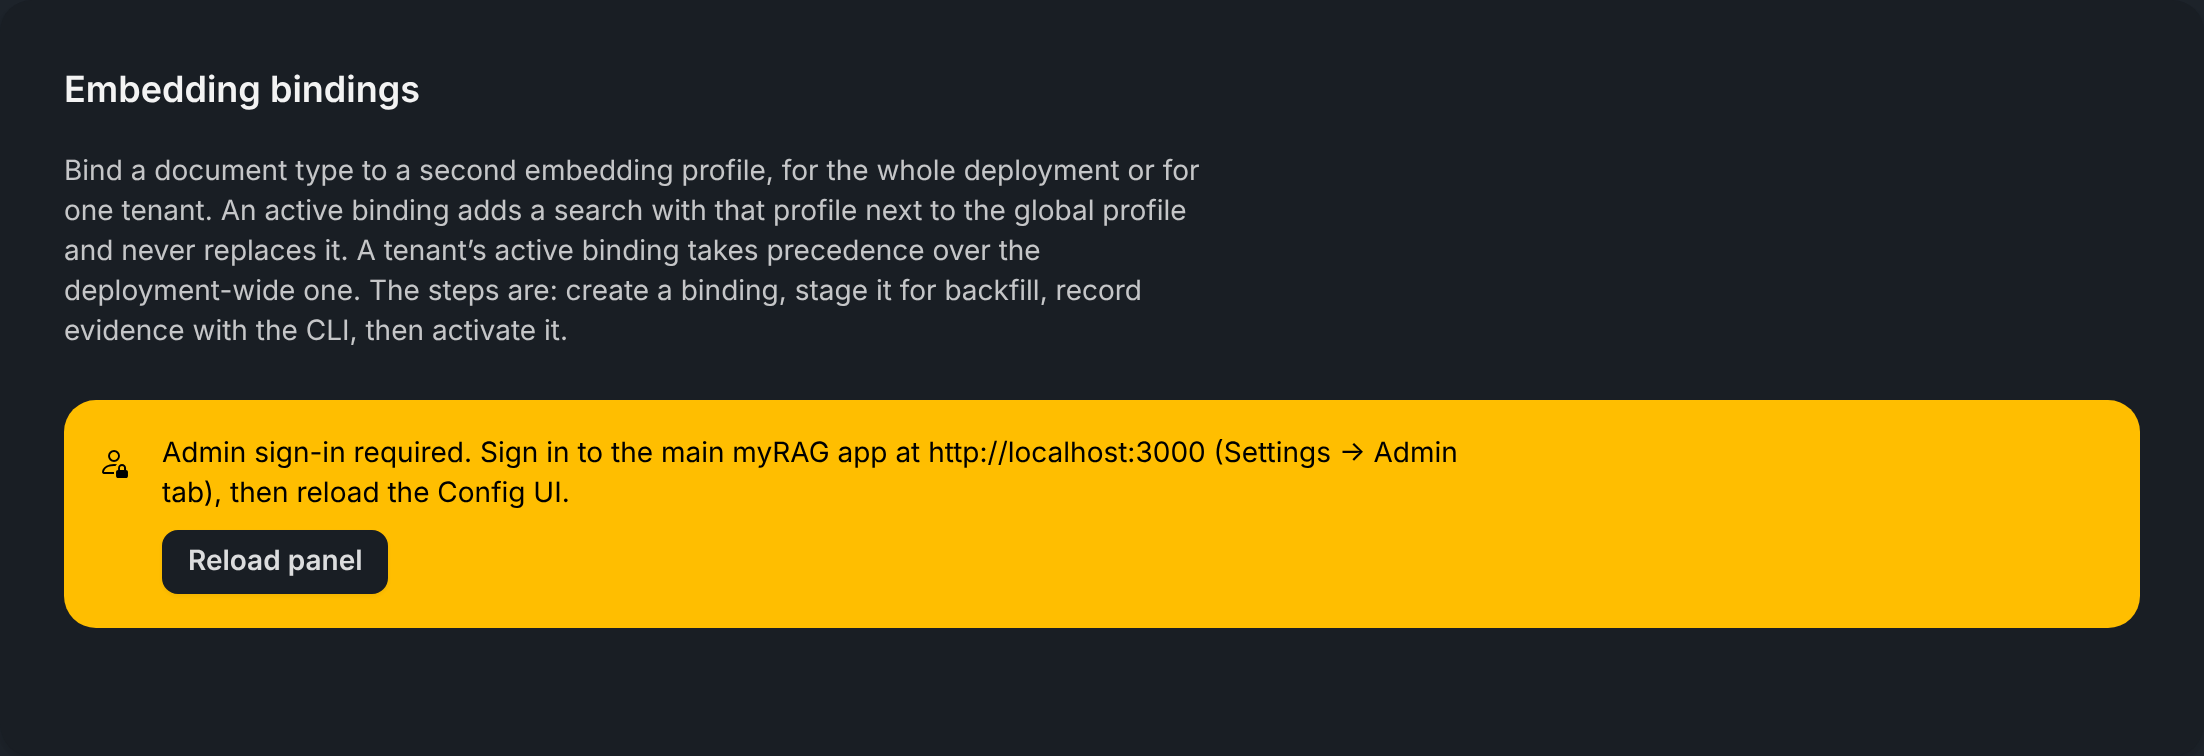 Embedding bindings
Bind a document type to a second embedding profile, for the whole deployment or for
one tenant. An active binding adds a search with that profile next to the global profile
and never replaces it. A tenant’s active binding takes precedence over the
deployment-wide one. The steps are: create a binding, stage it for backfill, record
evidence with the CLI, then activate it.
Admin sign-in required. Sign in to the main myRAG app at http://localhost:3000 (Settings → Admin
tab), then reload the Config UI.
Reload panel